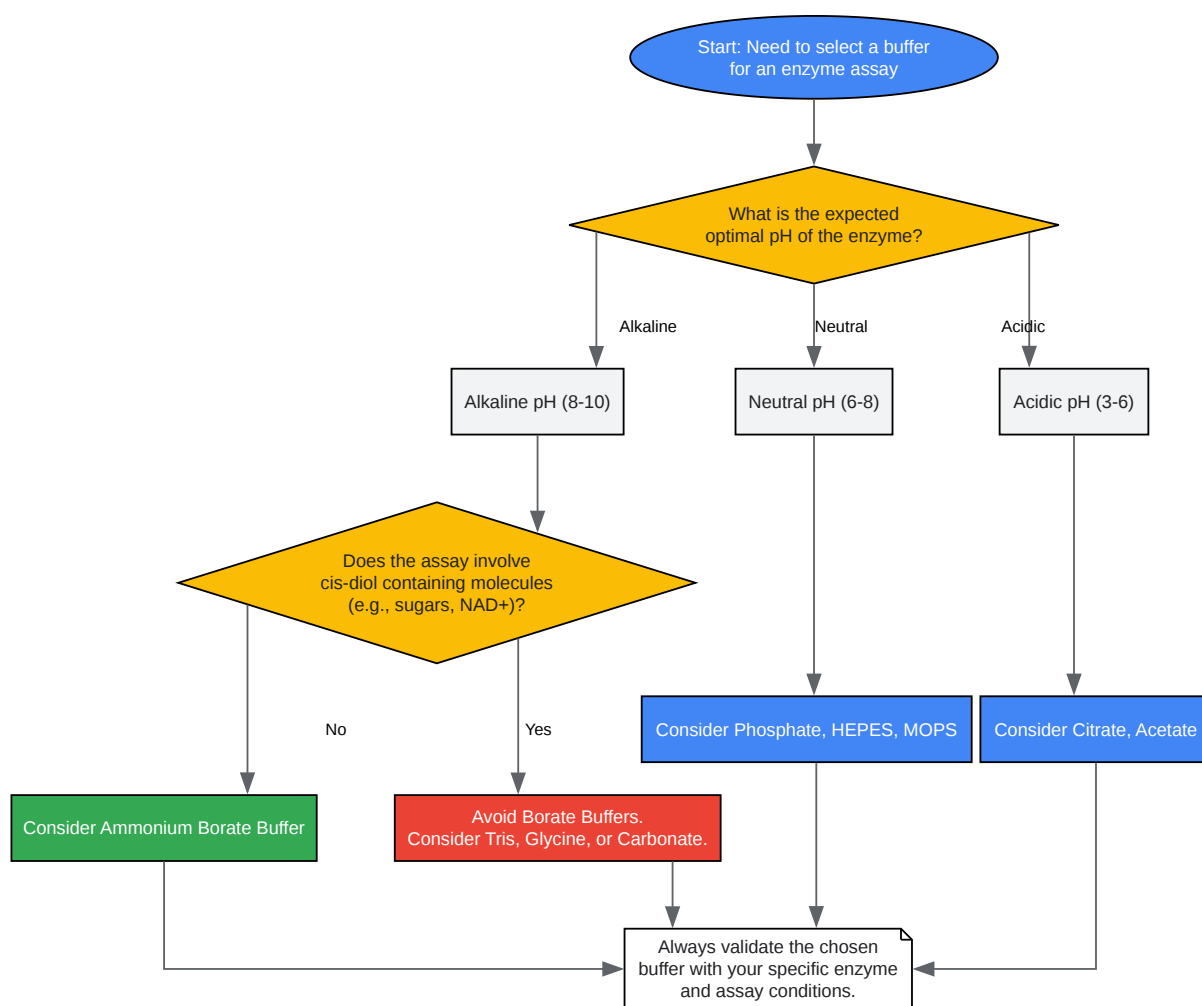 Start: Need to select a buffer
for an enzyme assay
What is the expected
optimal pH of the enzyme?
Alkaline
Neutral
Acidic
Alkaline pH (8-10)
Neutral pH (6-8)
Acidic pH (3-6)
Does the assay involve
cis-diol containing molecules
(e.g., sugars, NAD+)?
No
Yes
Consider Phosphate, HEPES, MOPS
Consider Citrate, Acetate
Consider Ammonium Borate Buffer
Avoid Borate Buffers.
Consider Tris, Glycine, or Carbonate.
Always validate the chosen
buffer with your specific enzyme
and assay conditions.